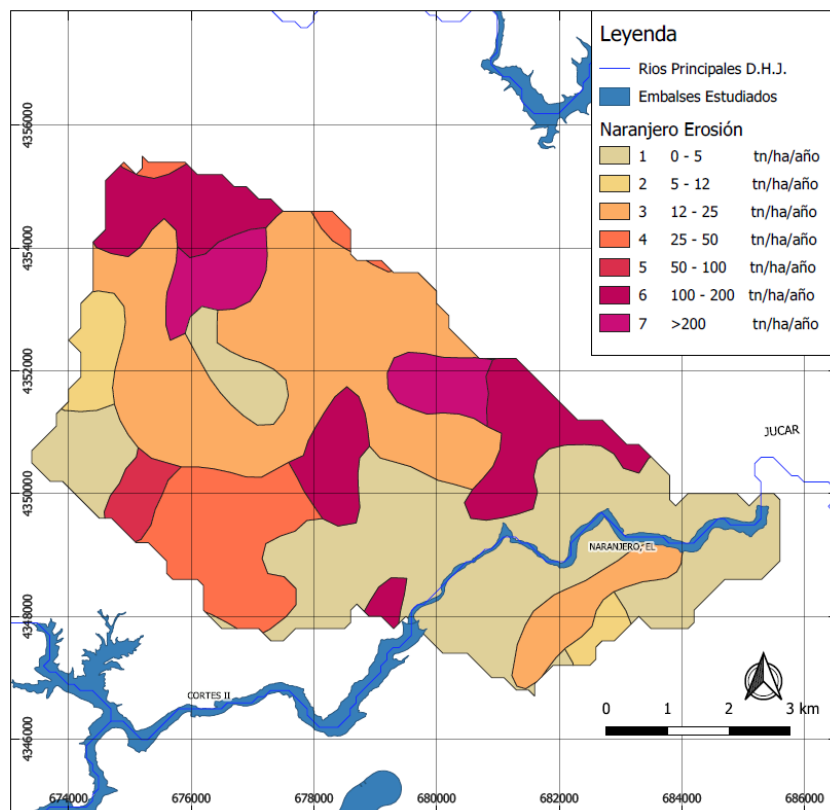 Leyenda
Rios Principales D.H.J.
Embalses Estudiados
Naranjero Erosión
1 0 - 5 tn/ha/año
2 5 - 12 tn/ha/año
3 12 - 25 tn/ha/año
4 25 - 50 tn/ha/año
5 50 - 100 tn/ha/año
6 100 - 200 tn/ha/año
7 >200 tn/ha/año
4356000
4354000
4352000
4350000
4348000
4346000
JUCAR
NARANJERO, EL
CORTES II
0 1 2 3 km
674000 676000 678000 680000 682000 684000 686000